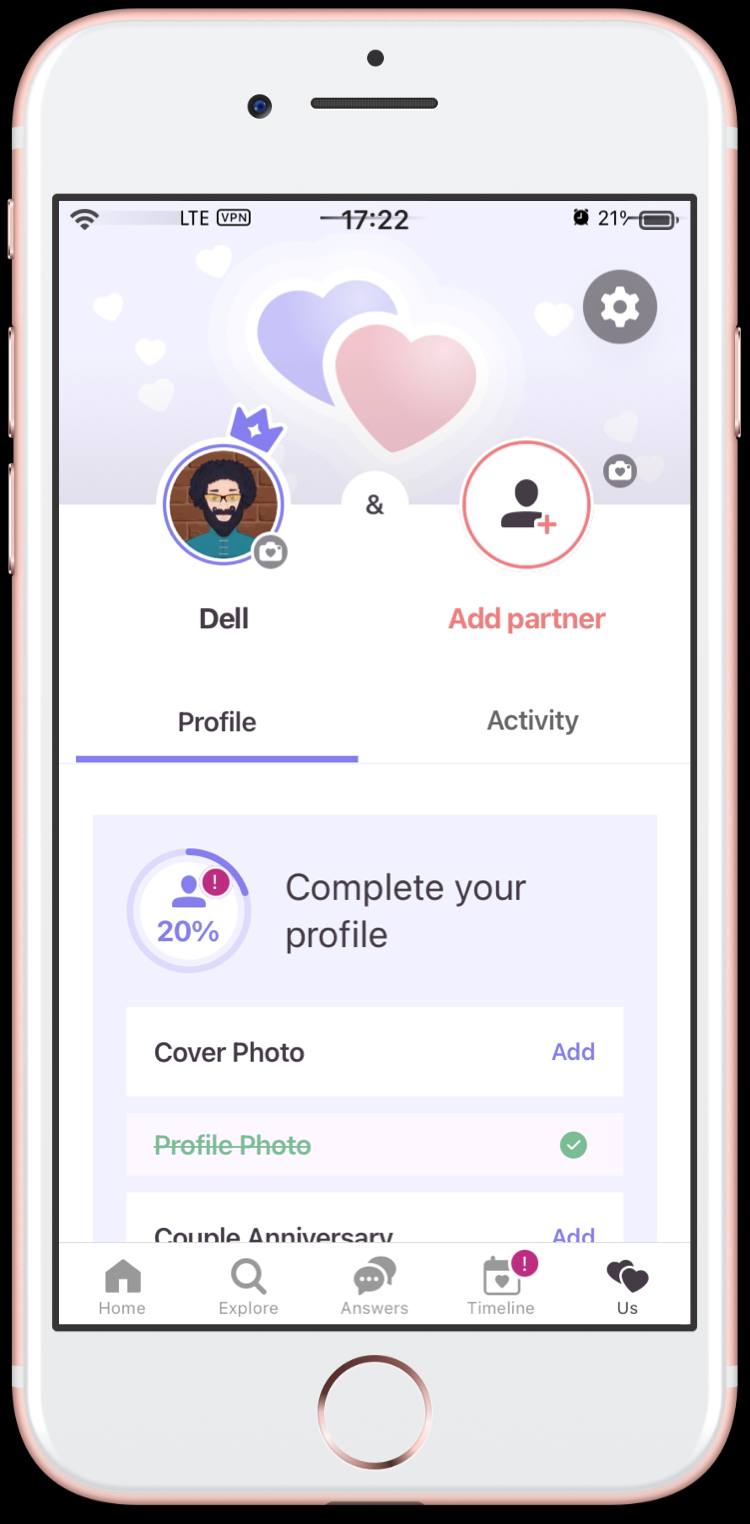 LTE VPN 17:22 21%
&
Dell Add partner
Profile Activity
! Complete your
20% profile
Cover Photo Add
Profile Photo
Couple Anniversary Add
!
Home Explore Answers Timeline Us